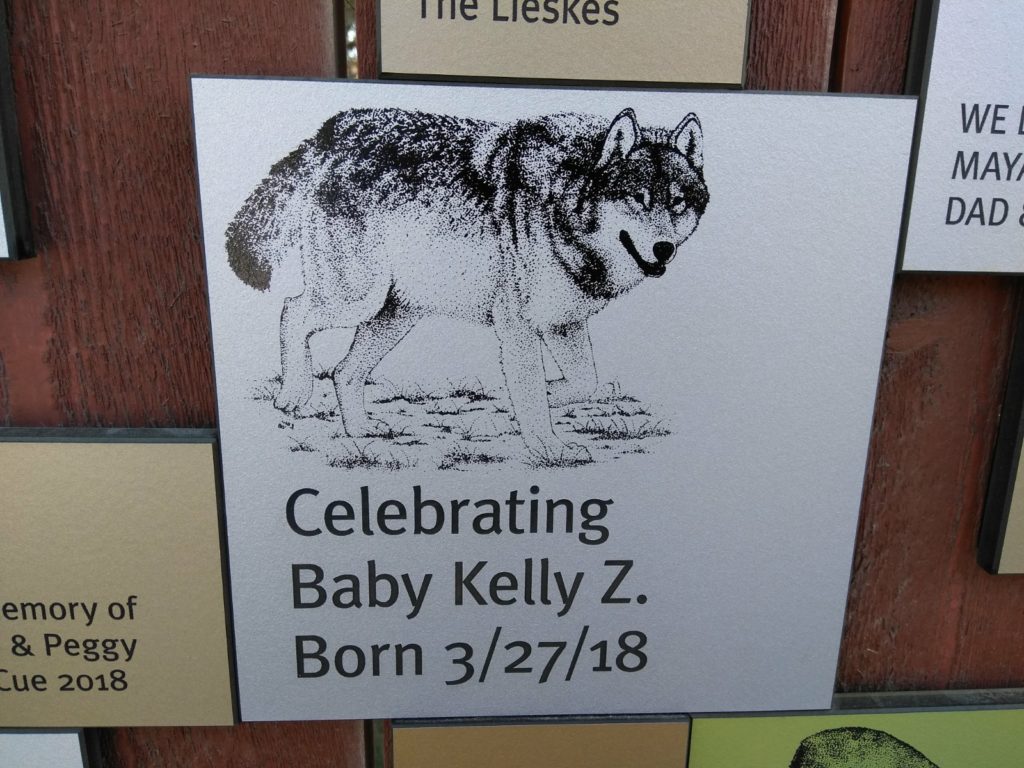 The Lieskes
WE
MAYA
DAD &
Celebrating
Baby Kelly Z.
Born 3/27/18
emory of
& Peggy
Cue 2018